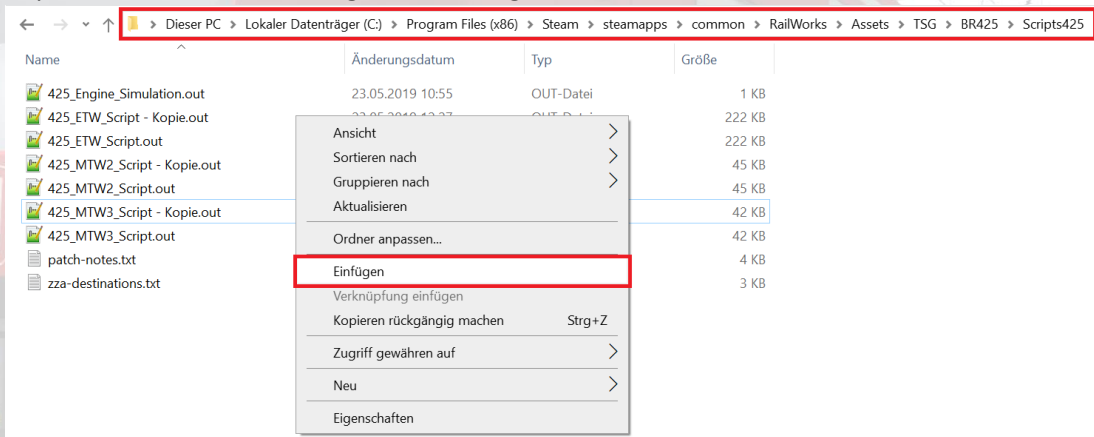 Dieser PC > Lokaler Datenträger (C:) > Program Files (x86) > Steam > steamapps > common > RailWorks > Assets > TSG > BR425 > Scripts425
Name Änderungsdatum Typ Größe
425_Engine_Simulation.out 23.05.2019 10:55 OUT-Datei 1 KB
425_ETW_Script - Kopie.out 222 KB
425_ETW_Script.out 222 KB
425_MTW2_Script - Kopie.out 45 KB
425_MTW2_Script.out 45 KB
425_MTW3_Script - Kopie.out 42 KB
425_MTW3_Script.out 42 KB
patch-notes.txt 4 KB
zza-destinations.txt 3 KB
Ansicht
Sortieren nach
Gruppieren nach
Aktualisieren
Ordner anpassen...
Einfügen
Verknüpfung einfügen
Kopieren rückgängig machen Strg+Z
Zugriff gewähren auf
Neu
Eigenschaften